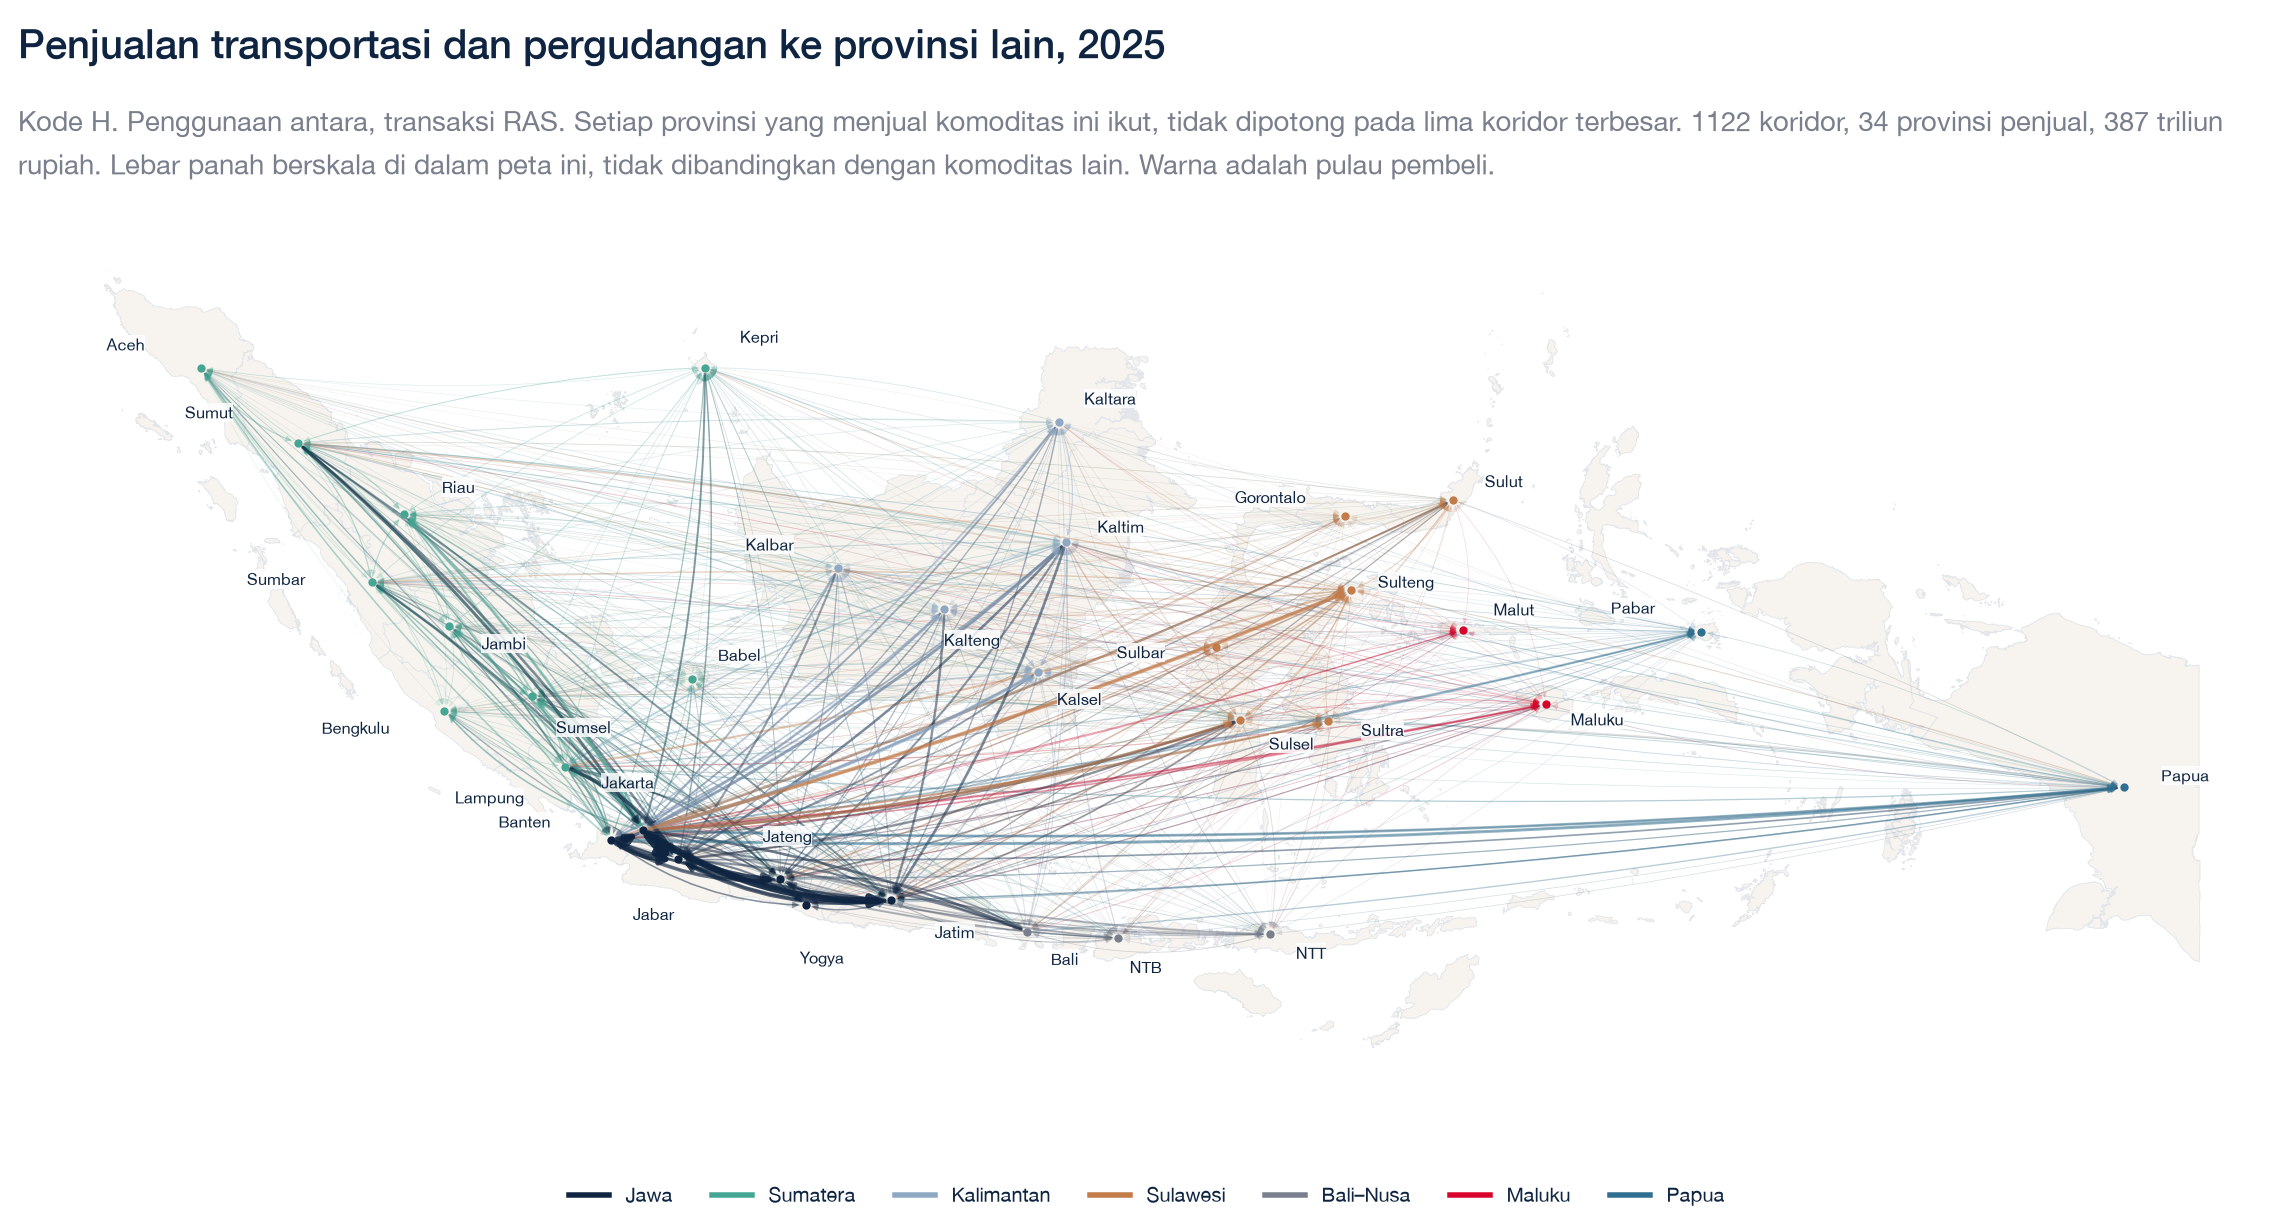 Penjualan transportasi dan pergudangan ke provinsi lain, 2025
Kode H. Penggunaan antara, transaksi RAS. Setiap provinsi yang menjual komoditas ini ikut, tidak dipotong pada lima koridor terbesar. 1122 koridor, 34 provinsi penjual, 387 triliun
rupiah. Lebar panah berskala di dalam peta ini, tidak dibandingkan dengan komoditas lain. Warna adalah pulau pembeli.
Kepri
Aceh
Kaltara
Sumut
Sulut
Riau
Gorontalo
Kaltim
Kalbar
Sumbar
Sulteng
Malut
Pabar
Jambi
Kalteng
Babel
Sulbar
Kalsel
Bengkulu
Sumsel
Maluku
Sultra
Sulsel
Papua
Jakarta
Lampung
Banten
Jateng
Jabar
Jatim
Yogya
Bali
NTB
NTT
Jawa
Sumatera
Kalimantan
Sulawesi
Bali–Nusa
Maluku
Papua